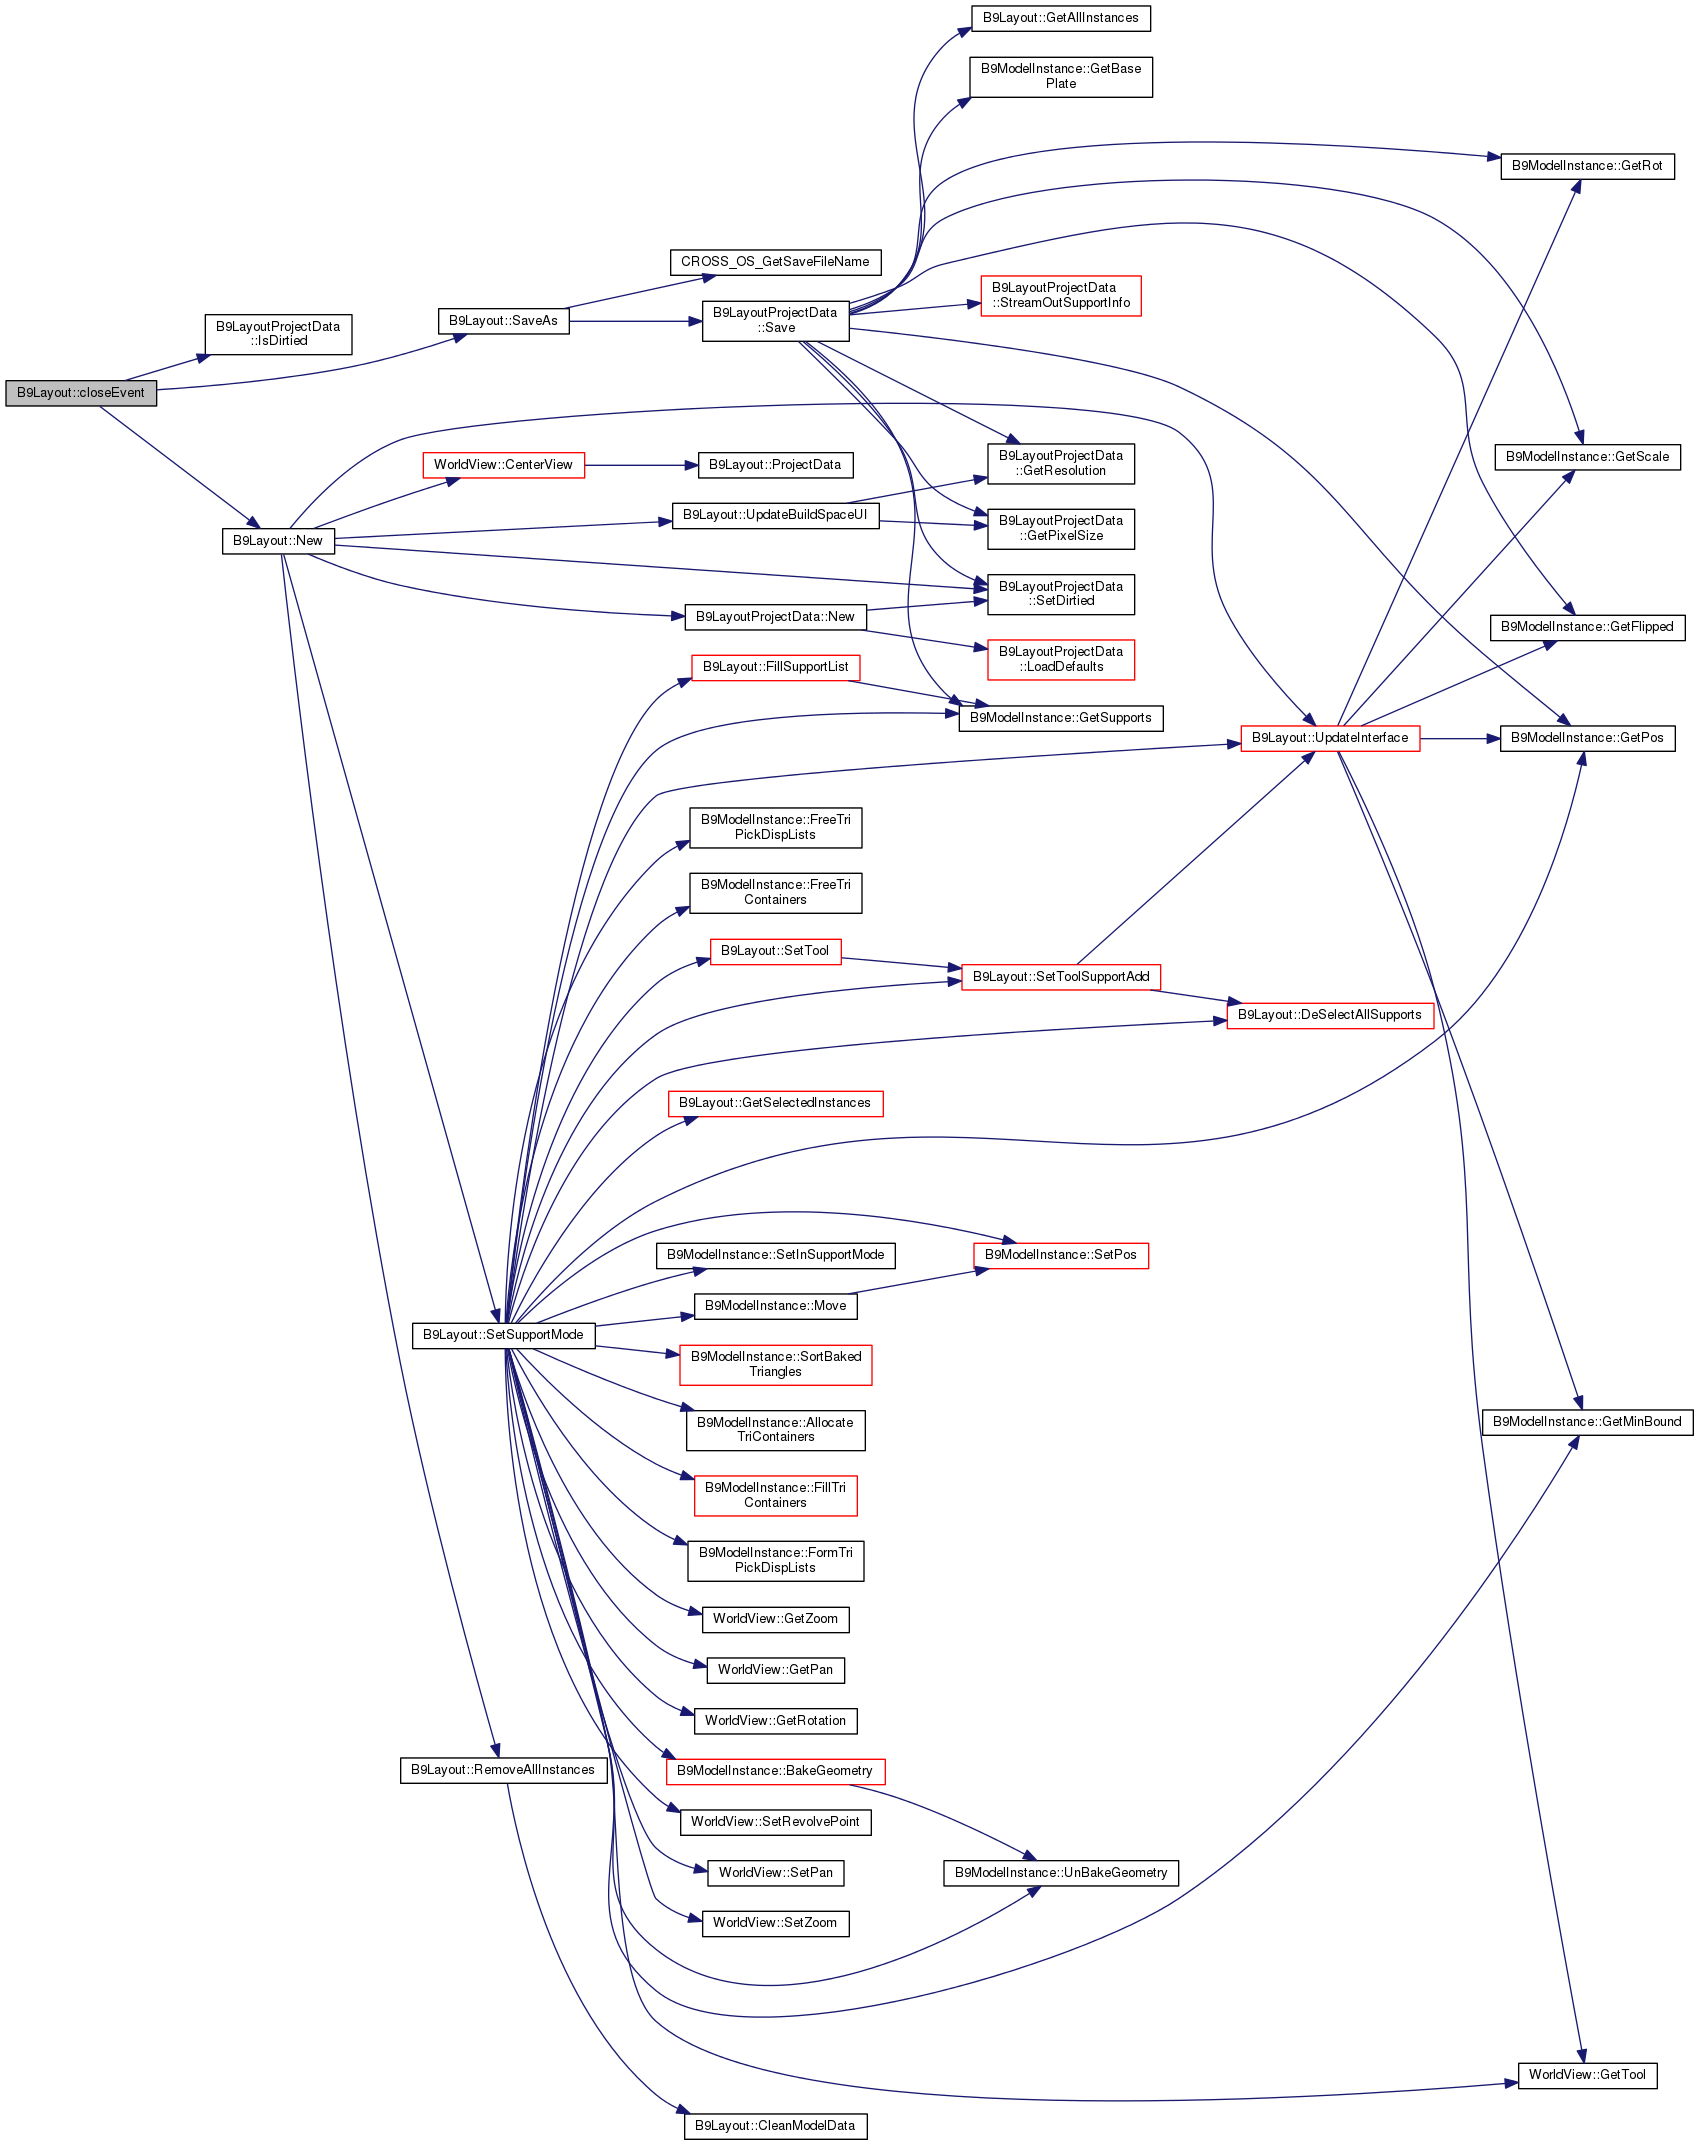 B9Layout::GetAllInstances
B9ModelInstance::GetBase
Plate
B9ModelInstance::GetRot
CROSS_OS_GetSaveFileName
B9LayoutProjectData
::StreamOutSupportInfo
B9Layout::SaveAs
B9LayoutProjectData
::Save
B9LayoutProjectData
::IsDirtied
B9Layout::closeEvent
B9LayoutProjectData
::GetResolution
B9ModelInstance::GetScale
WorldView::CenterView
B9Layout::ProjectData
B9Layout::UpdateBuildSpaceUI
B9LayoutProjectData
::GetPixelSize
B9Layout::New
B9LayoutProjectData
::SetDirtied
B9LayoutProjectData::New
B9ModelInstance::GetFlipped
B9LayoutProjectData
::LoadDefaults
B9Layout::FillSupportList
B9ModelInstance::GetSupports
B9Layout::UpdateInterface
B9ModelInstance::GetPos
B9ModelInstance::FreeTri
PickDispLists
B9ModelInstance::FreeTri
Containers
B9Layout::SetTool
B9Layout::SetToolSupportAdd
B9Layout::DeSelectAllSupports
B9Layout::GetSelectedInstances
B9ModelInstance::SetInSupportMode
B9ModelInstance::SetPos
B9ModelInstance::Move
B9Layout::SetSupportMode
B9ModelInstance::SortBaked
Triangles
B9ModelInstance::Allocate
TriContainers
B9ModelInstance::GetMinBound
B9ModelInstance::FillTri
Containers
B9ModelInstance::FormTri
PickDispLists
WorldView::GetZoom
WorldView::GetPan
WorldView::GetRotation
B9Layout::RemoveAllInstances
B9ModelInstance::BakeGeometry
WorldView::SetRevolvePoint
WorldView::SetPan
B9ModelInstance::UnBakeGeometry
WorldView::SetZoom
WorldView::GetTool
B9Layout::CleanModelData